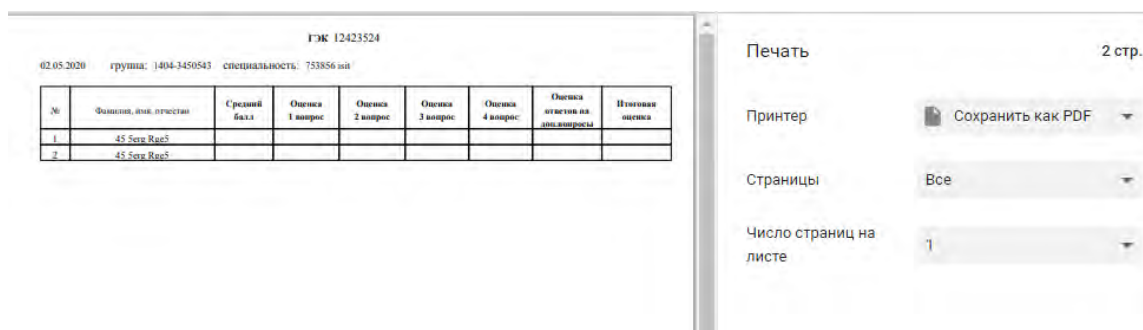 ГЭК 12423524
02.05.2020 группа: 1404-3450543 специальность: 753856 
№ Фамилия, имя, отчество Средний балл Оценка 1 вопрос Оценка 2 вопрос Оценка 3 вопрос Оценка 4 вопрос Оценка ответов на доп.вопросы Итоговая оценка
1 45 5erg Rge5
2 45 5erg Rge5
Печать 2 стр.
Принтер Сохранить как PDF
Страницы Все
Число страниц на
листе 1